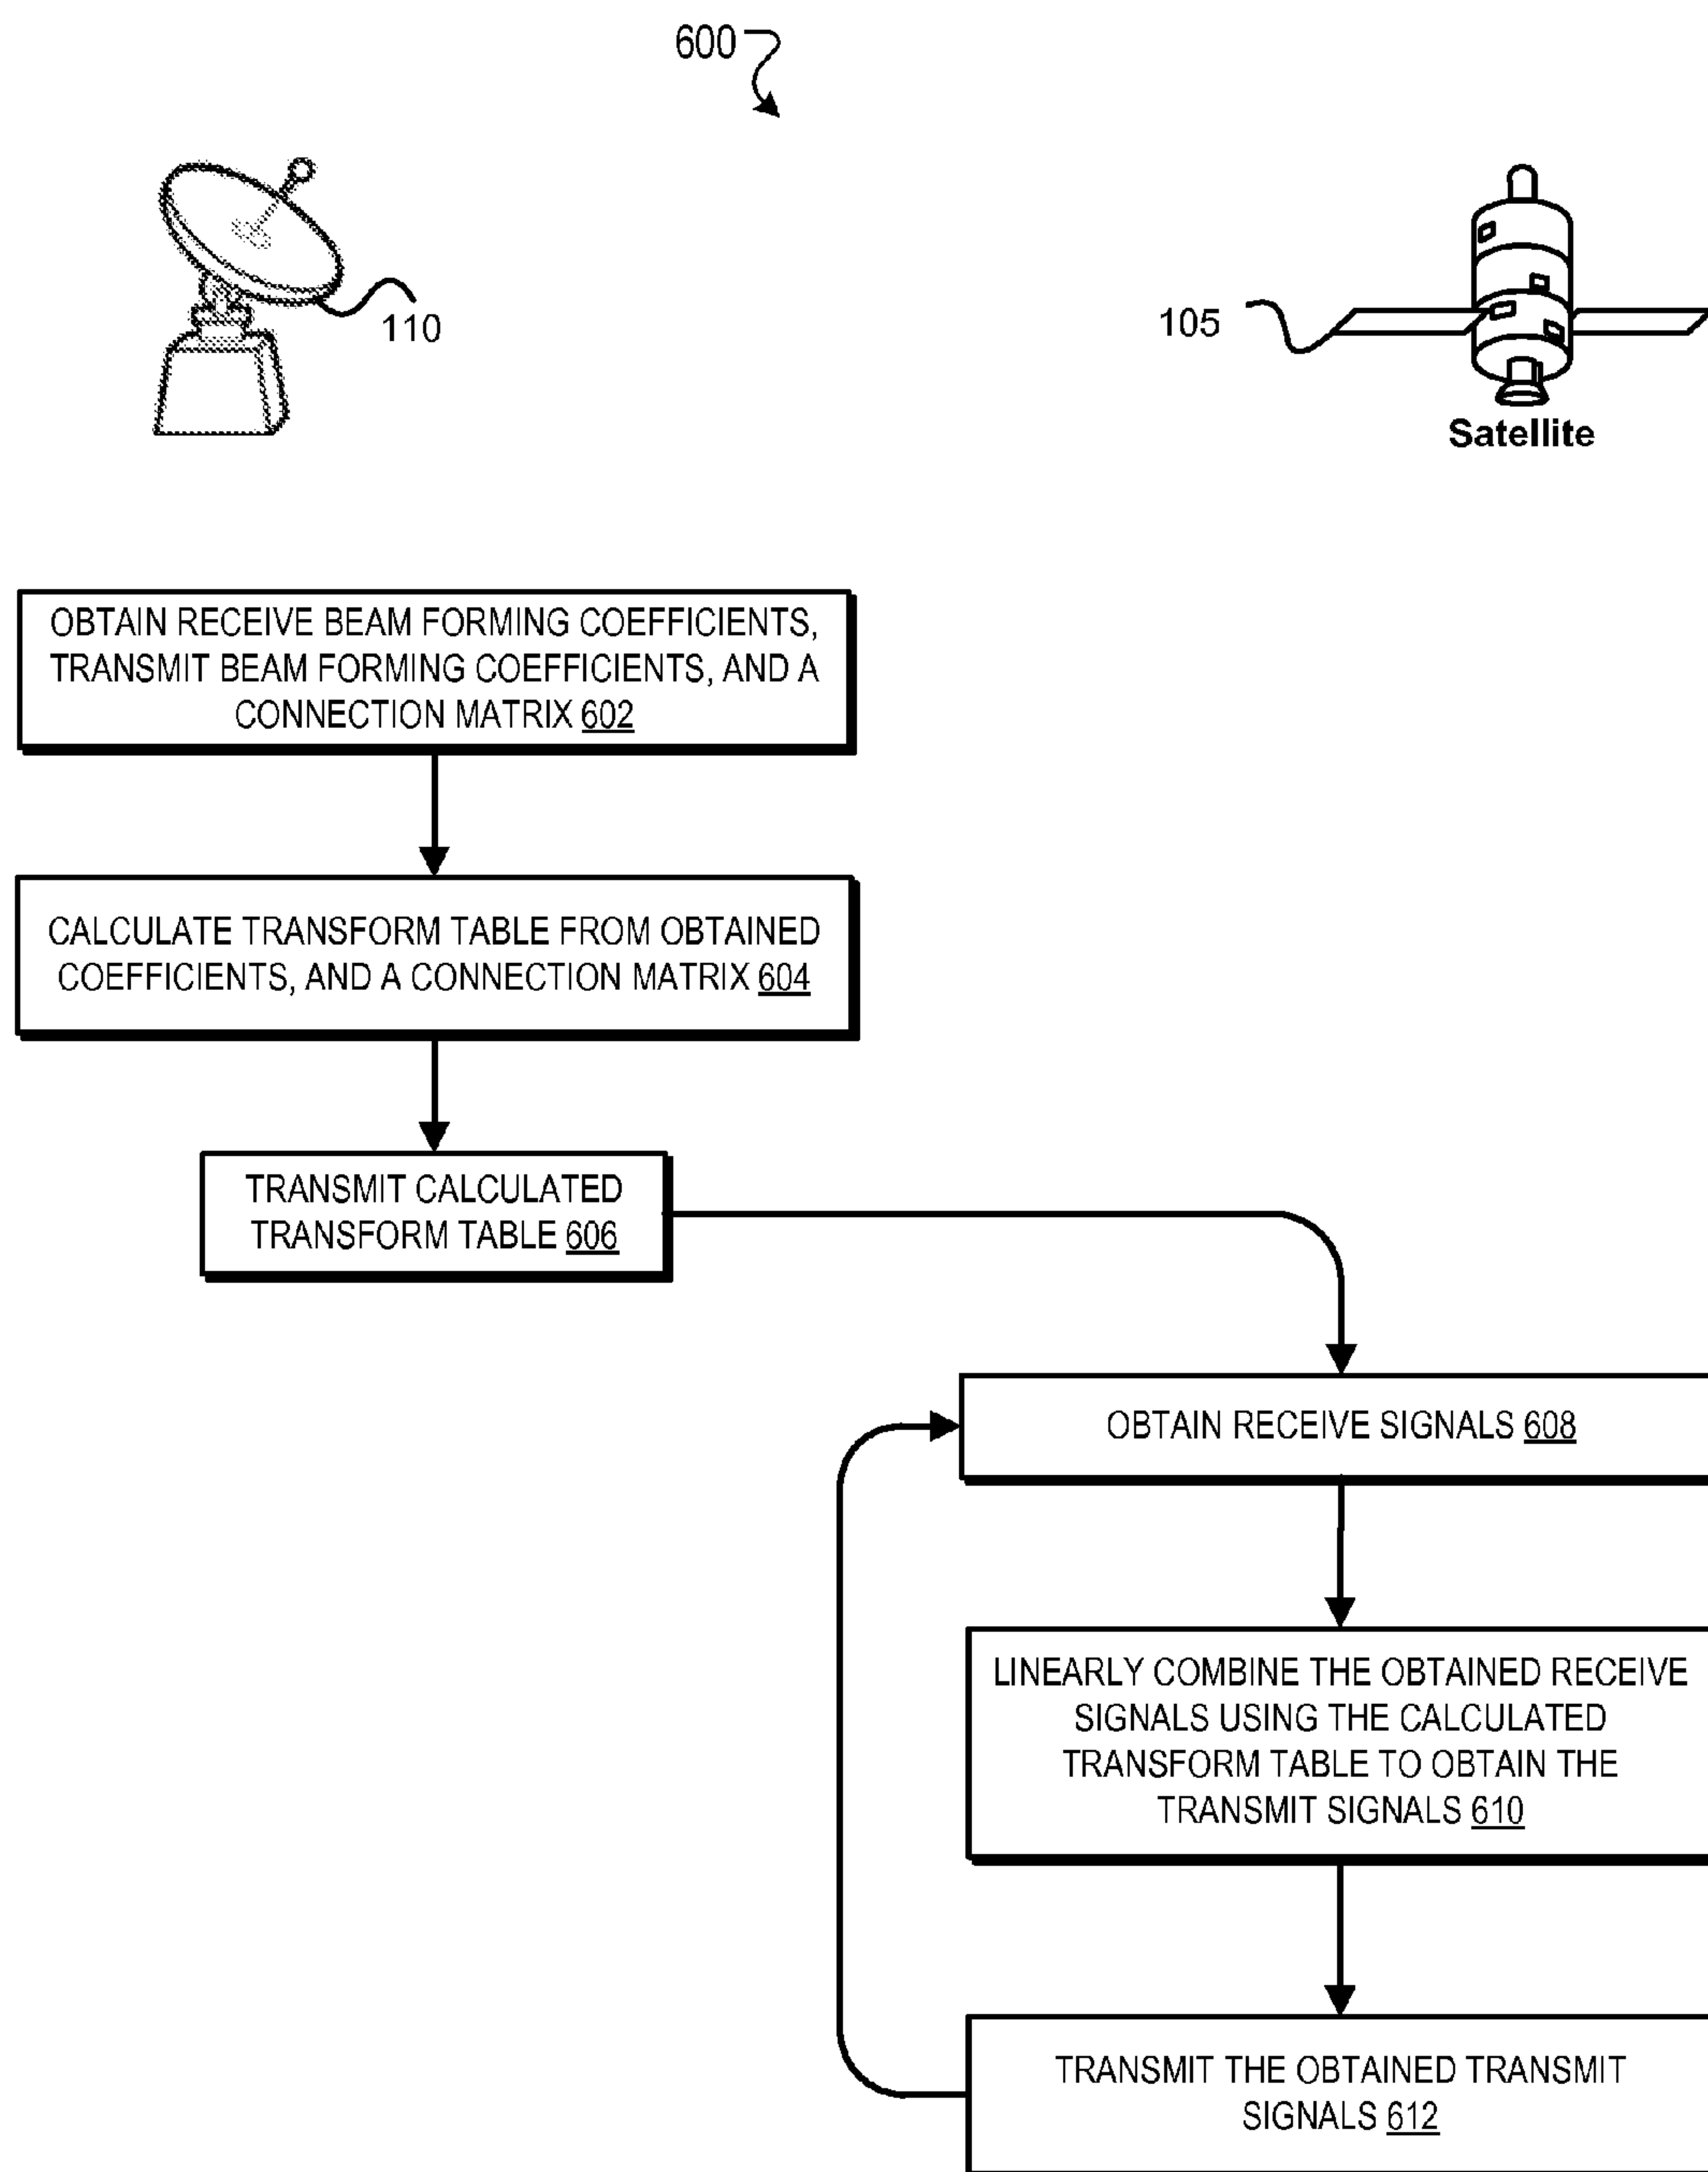 600
110
105
Satellite
OBTAIN RECEIVE BEAM FORMING COEFFICIENTS,
TRANSMIT BEAM FORMING COEFFICIENTS, AND A
CONNECTION MATRIX 602
CALCULATE TRANSFORM TABLE FROM OBTAINED
COEFFICIENTS, AND A CONNECTION MATRIX 604
TRANSMIT CALCULATED
TRANSFORM TABLE 606
OBTAIN RECEIVE SIGNALS 608
LINEARLY COMBINE THE OBTAINED RECEIVE
SIGNALS USING THE CALCULATED
TRANSFORM TABLE TO OBTAIN THE
TRANSMIT SIGNALS 610
TRANSMIT THE OBTAINED TRANSMIT
SIGNALS 612